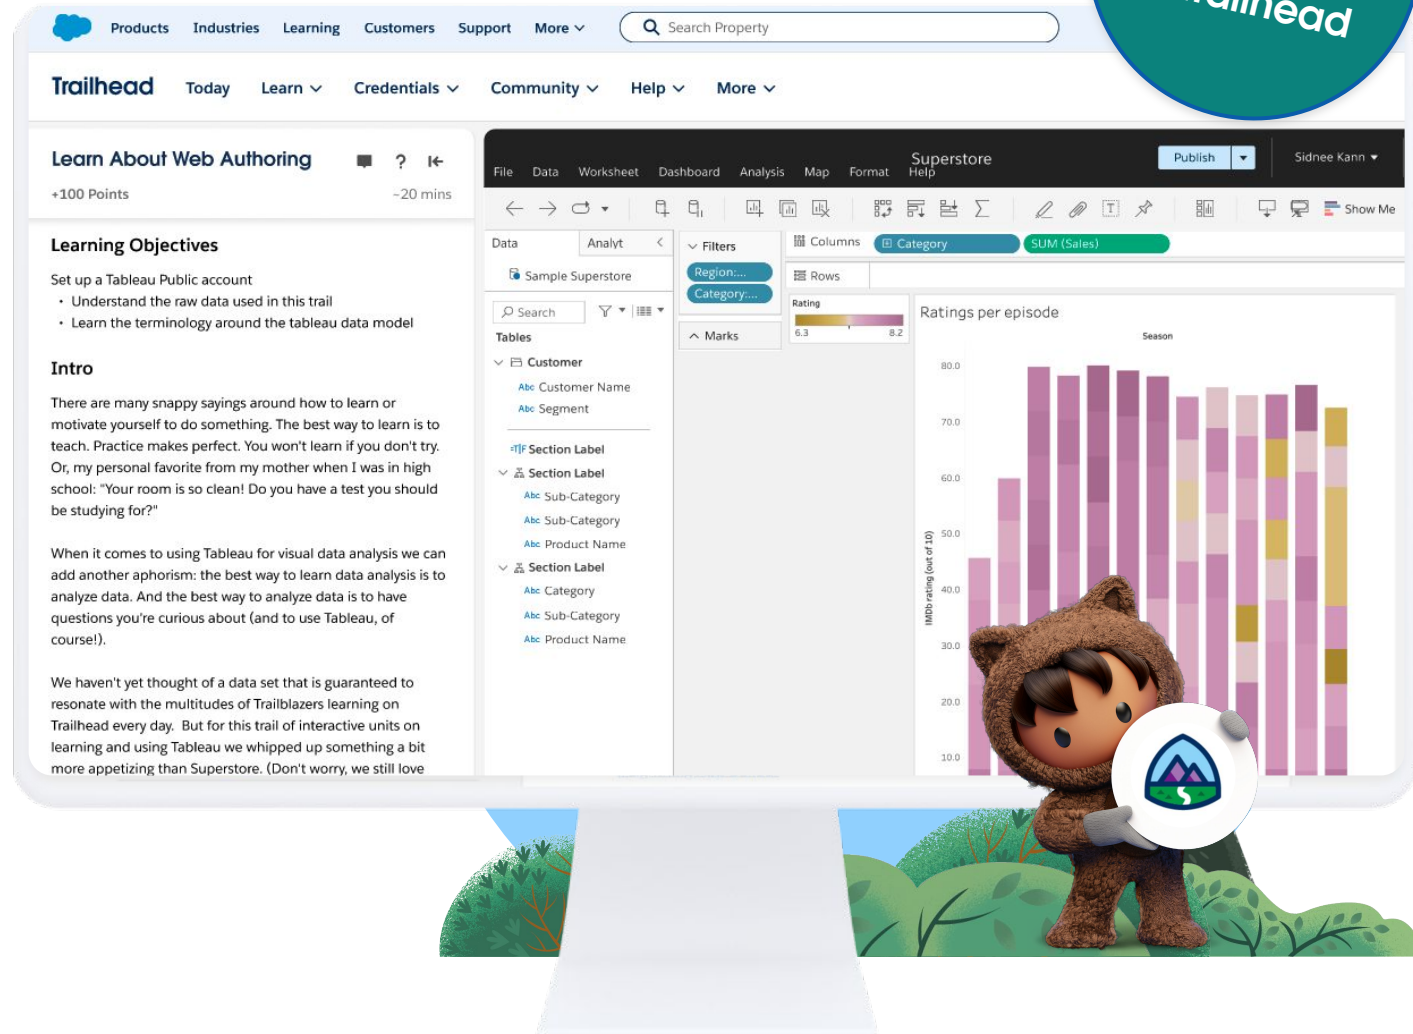 Products Industries Learning Customers Support More
Search Property
Trailhead
Trailhead Today Learn Credentials Community Help More
Learn About Web Authoring ?
+100 Points ~20 mins
Learning Objectives
Set up a Tableau Public account
• Understand the raw data used in this trail
• Learn the terminology around the tableau data model
Intro
There are many snappy sayings around how to learn or
motivate yourself to do something. The best way to learn is to
teach. Practice makes perfect. You won't learn if you don't try.
Or, my personal favorite from my mother when I was in high
school: "Your room is so clean! Do you have a test you should
be studying for?"
When it comes to using Tableau for visual data analysis we can
add another aphorism: the best way to learn data analysis is to
analyze data. And the best way to analyze data is to have
questions you're curious about (and to use Tableau, of
course!).
We haven't yet thought of a data set that is guaranteed to
resonate with the multitudes of Trailblazers learning on
Trailhead every day. But for this trail of interactive units on
learning and using Tableau we whipped up something a bit
more appetizing than Superstore. (Don't worry, we still love
Superstore
Publish
Sidnee Kann
File Data Worksheet Dashboard Analysis Map Format Help
Show Me
Data Analyt
Sample Superstore
Search
Tables
Customer
Abc Customer Name
Abc Segment
Section Label
Section Label
Abc Sub-Category
Abc Sub-Category
Abc Product Name
Section Label
Abc Category
Abc Sub-Category
Abc Product Name
Filters
Region:...
Category:...
Marks
Columns Category SUM (Sales)
Rows
Rating
6.3 8.2
Ratings per episode
Season
IMDb rating (out of 10)
80.0
70.0
60.0
50.0
40.0
30.0
20.0
10.0